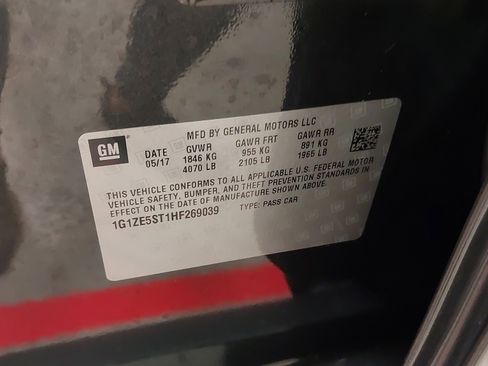 MFD BY GENERAL MOTORS LLC
GM
DATE GVWR GAWR FRT GAWR RR
05/17 1846 KG 955 KG 891 KG
4070 LB 2105 LB 1965 LB
THIS VEHICLE CONFORMS TO ALL APPLICABLE U.S. FEDERAL MOTOR
VEHICLE SAFETY, BUMPER, AND THEFT PREVENTION STANDARDS IN
EFFECT ON THE DATE OF MANUFACTURE SHOWN ABOVE.
1G1ZE5ST1HF269039 TYPE: PASS CAR